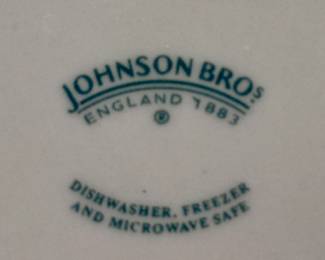 JOHNSON BROS
ENGLAND 1883
®
DISHWASHER, FREEZER
AND MICROWAVE SAFE